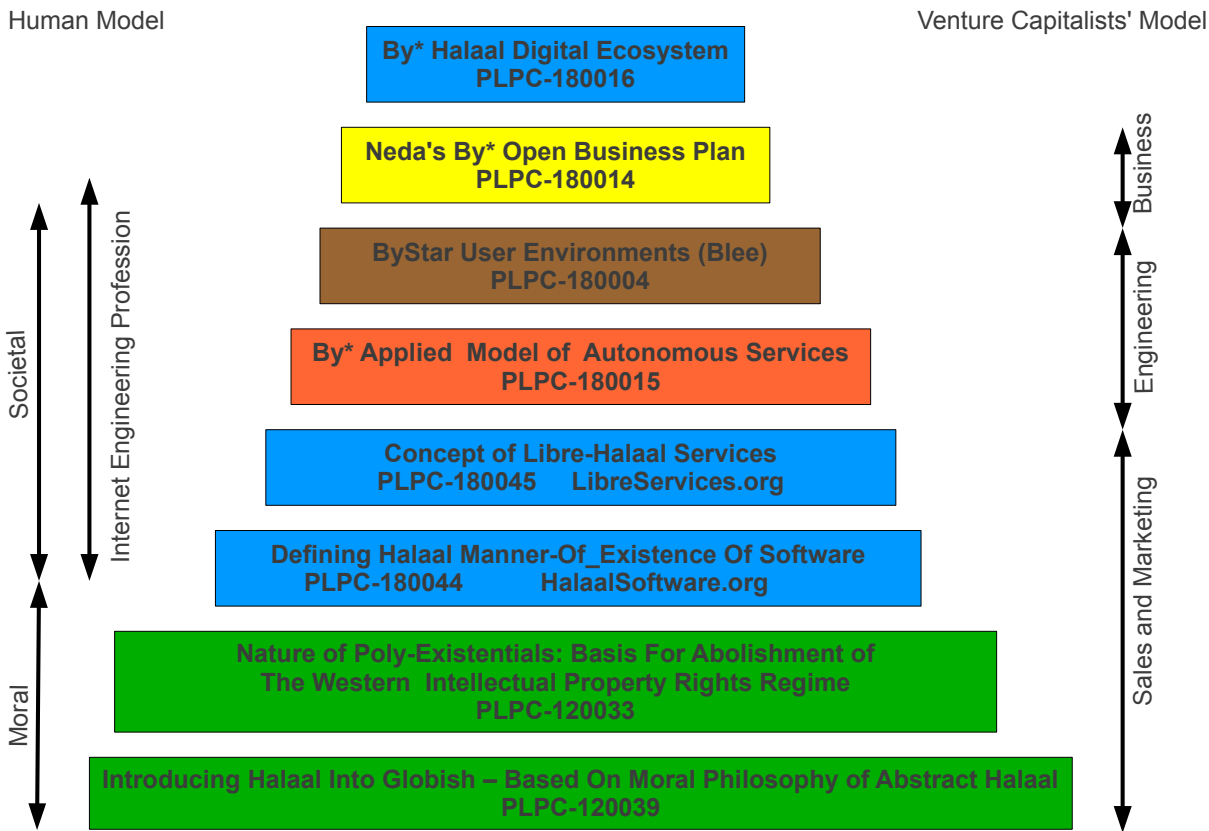 Human Model
Venture Capitalists' Model
By* Halaal Digital Ecosystem
PLPC-180016
Neda's By* Open Business Plan
PLPC-180014
Business
ByStar User Environments (Blee)
PLPC-180004
Engineering
By* Applied Model of Autonomous Services
PLPC-180015
Societal
Internet Engineering Profession
Concept of Libre-Halaal Services
PLPC-180045 LibreServices.org
Defining Halaal Manner-Of_Existence Of Software
PLPC-180044 HalaalSoftware.org
Sales and Marketing
Nature of Poly-Existentials: Basis For Abolishment of
The Western Intellectual Property Rights Regime
PLPC-120033
Moral
Introducing Halaal Into Globish – Based On Moral Philosophy of Abstract Halaal
PLPC-120039